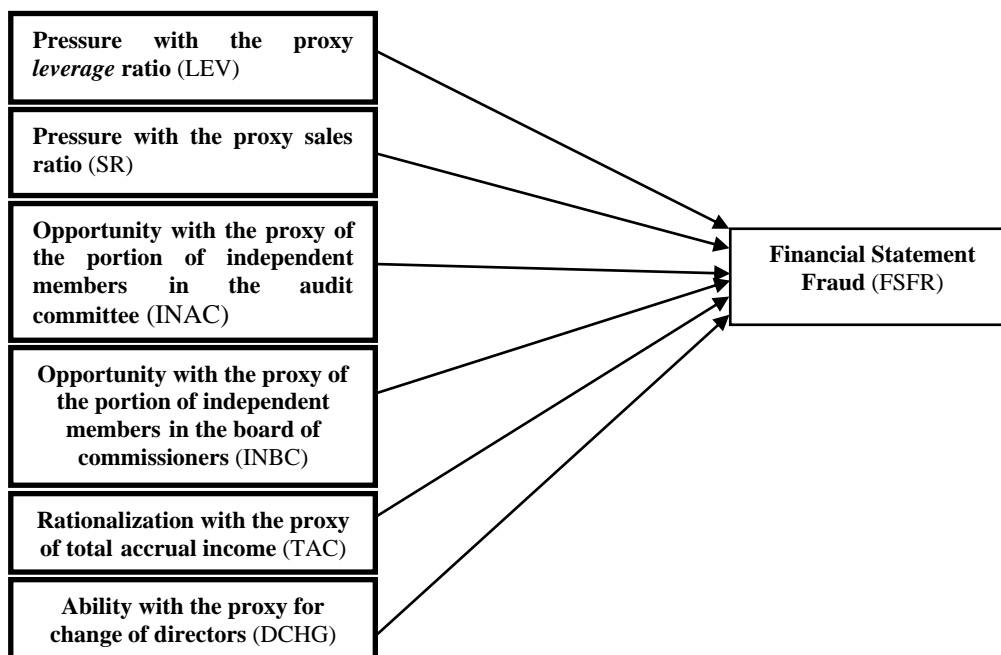 Pressure with the proxy
leverage ratio (LEV)
Pressure with the proxy sales
ratio (SR)
Opportunity with the proxy of
the portion of independent
members in the audit
committee (INAC)
Opportunity with the proxy of
the portion of independent
members in the board of
commissioners (INBC)
Rationalization with the proxy
of total accrual income (TAC)
Ability with the proxy for
change of directors (DCHG)
Financial Statement
Fraud (FSFR)